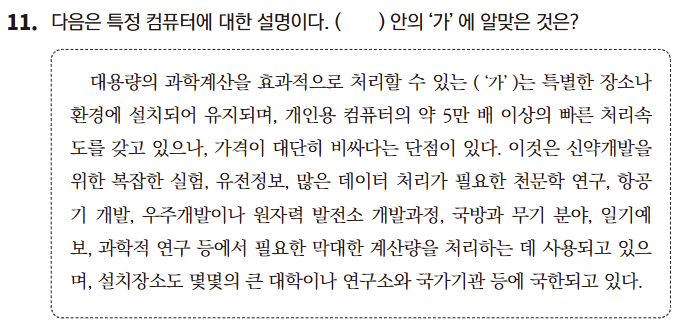 11. 다음은 특정 컴퓨터에 대한 설명이다. (      ) 안의 ‘가’ 에 알맞은 것은?
대용량의 과학계산을 효과적으로 처리할 수 있는 ( ‘가’ )는 특별한 장소나
환경에 설치되어 유지되며, 개인용 컴퓨터의 약 5만 배 이상의 빠른 처리속
도를 갖고 있으나, 가격이 대단히 비싸다는 단점이 있다. 이것은 신약개발을
위한 복잡한 실험, 유전정보, 많은 데이터 처리가 필요한 천문학 연구, 항공
기 개발, 우주개발이나 원자력 발전소 개발과정, 국방과 무기 분야, 일기예
보, 과학적 연구 등에서 필요한 막대한 계산량을 처리하는 데 사용되고 있으
며, 설치장소도 몇몇의 큰 대학이나 연구소와 국가기관 등에 국한되고 있다.